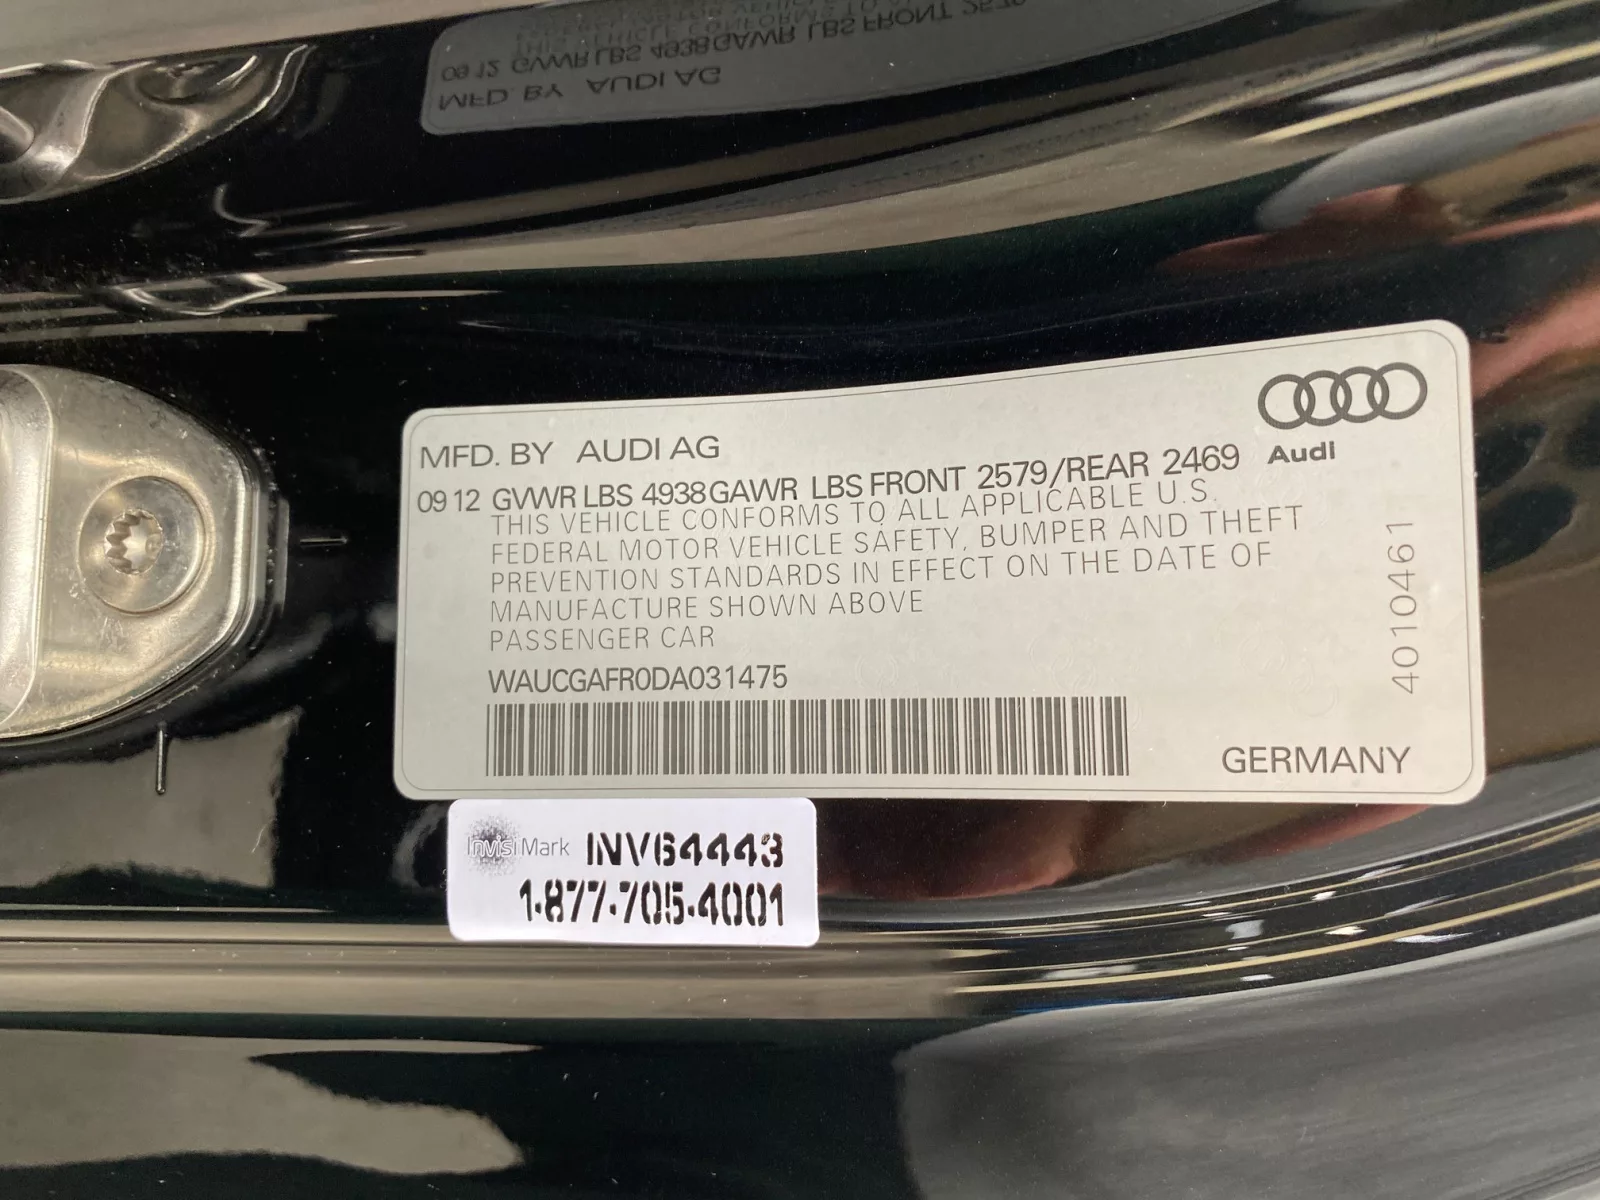 MFD. BY AUDI AG
09 12 GVWR LBS 4938 GAWR LBS FRONT 2579/REAR 2469
THIS VEHICLE CONFORMS TO ALL APPLICABLE U.S.
FEDERAL MOTOR VEHICLE SAFETY, BUMPER AND THEFT
PREVENTION STANDARDS IN EFFECT ON THE DATE OF
MANUFACTURE SHOWN ABOVE
PASSENGER CAR
WAUCGAFR0DA031475
Audi
4010461
GERMANY
InvisiMark INV64443
1-877-705-4001